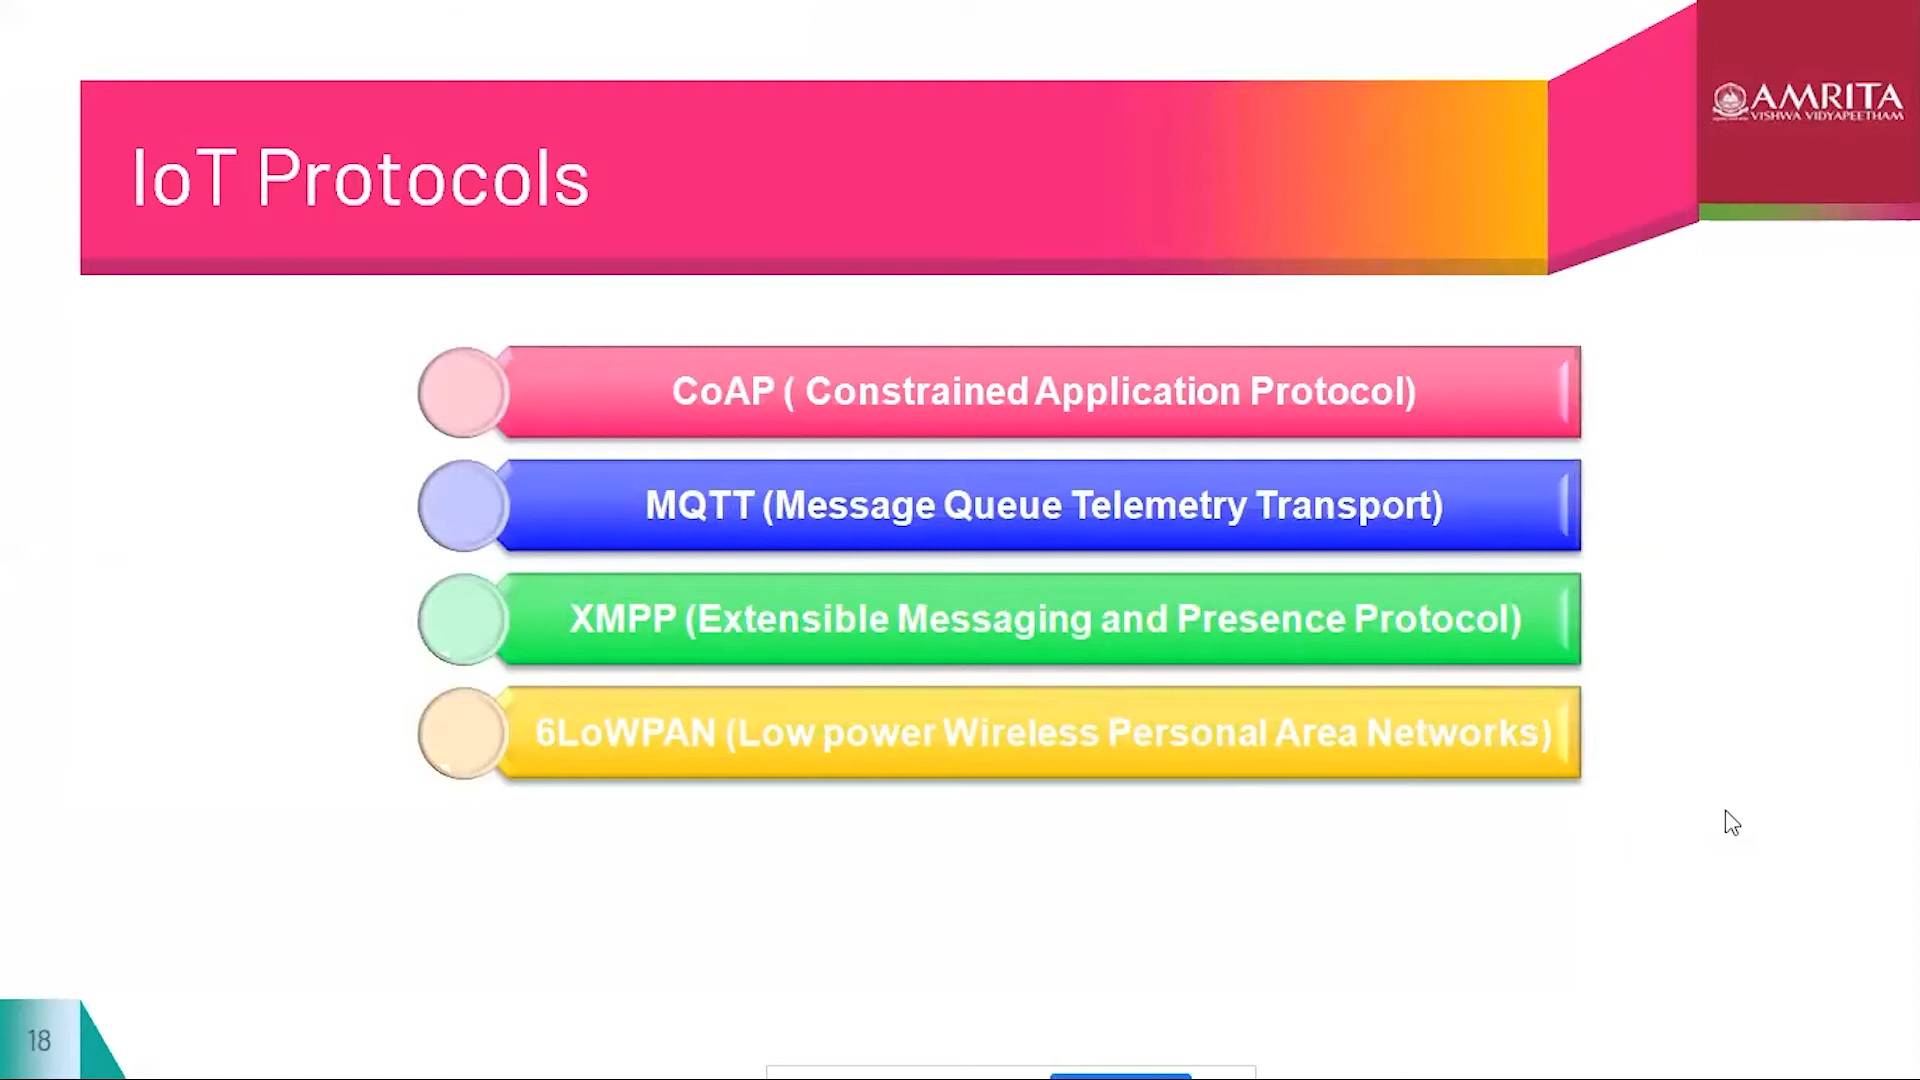 AMRITA
VISHWA VIDYAPEETHAM
IoT Protocols
CoAP ( Constrained Application Protocol)
MQTT (Message Queue Telemetry Transport)
XMPP (Extensible Messaging and Presence Protocol)
6LoWPAN (Low power Wireless Personal Area Networks)
18